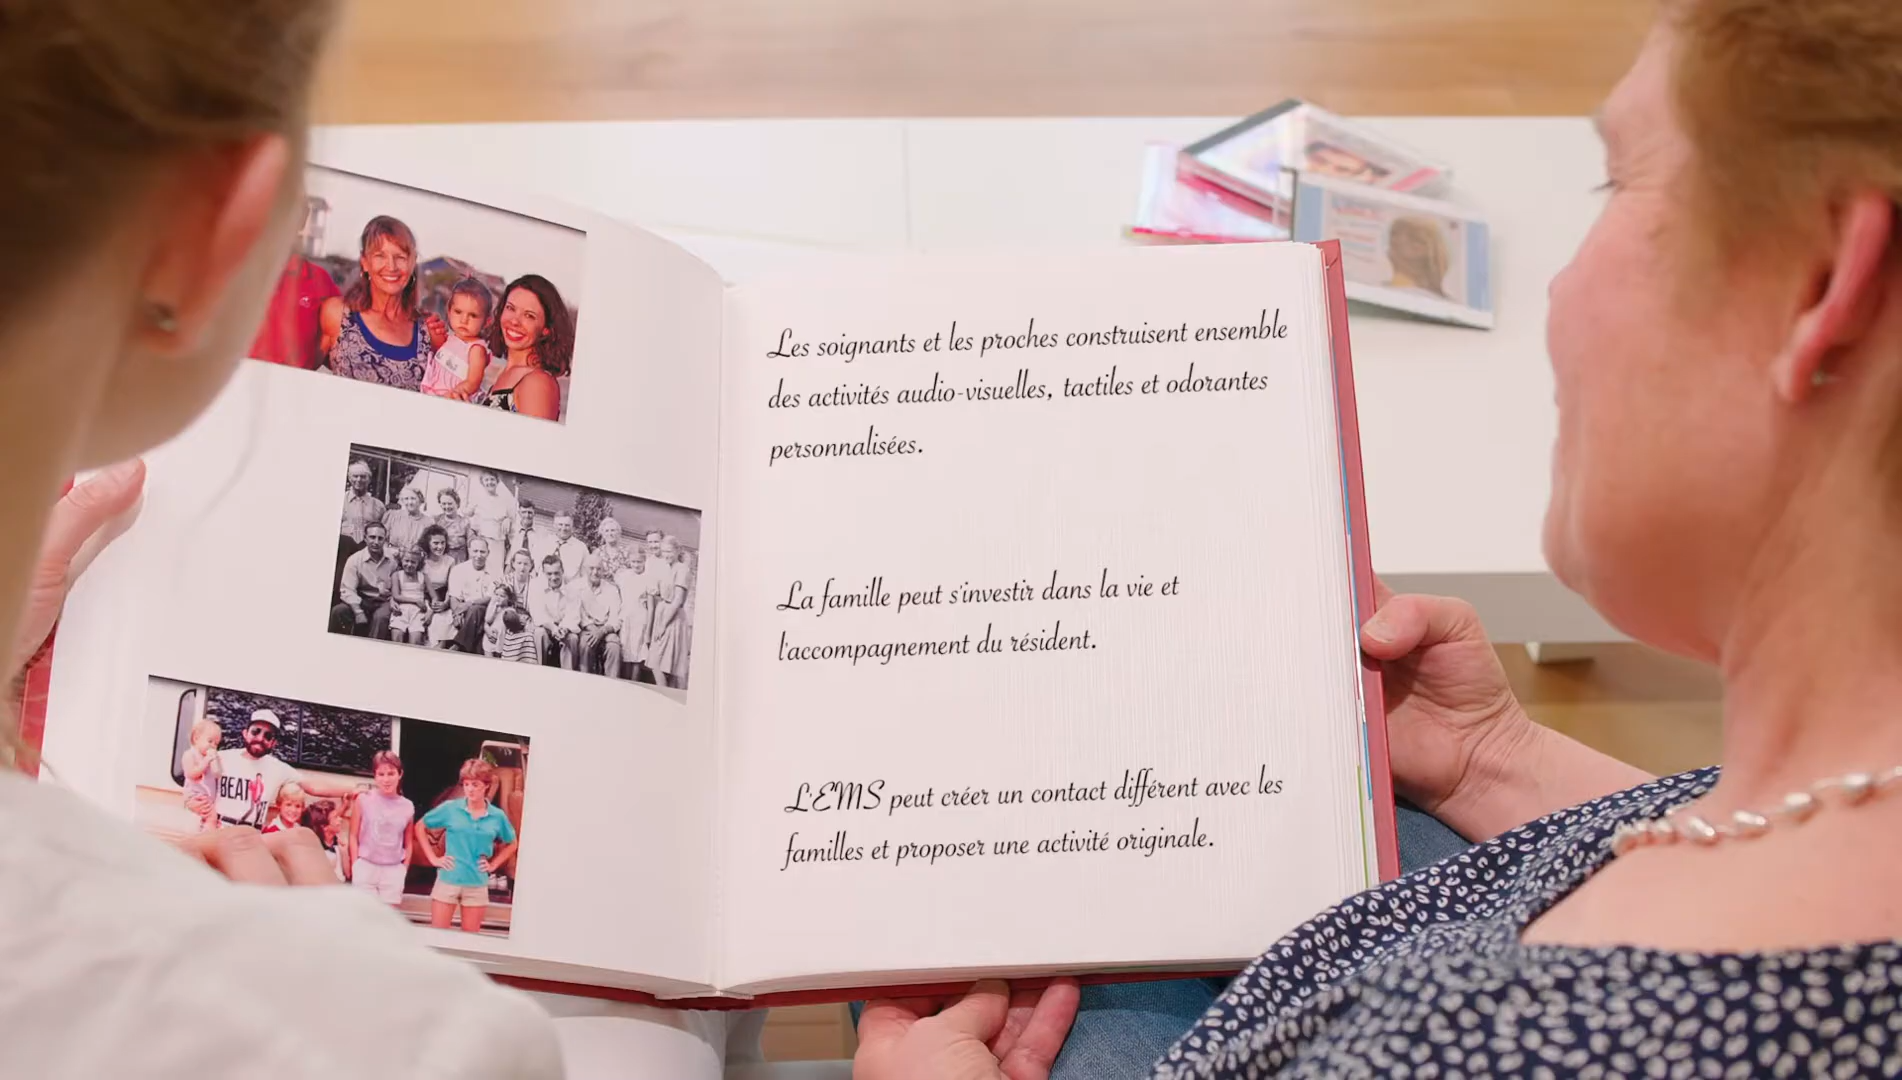 Les soignants et les proches construisent ensemble
des activités audio-visuelles, tactiles et odorantes
personnalisées.
La famille peut s'investir dans la vie et
l'accompagnement du résident.
L'EMS peut créer un contact différent avec les
familles et proposer une activité originale.
BEAT